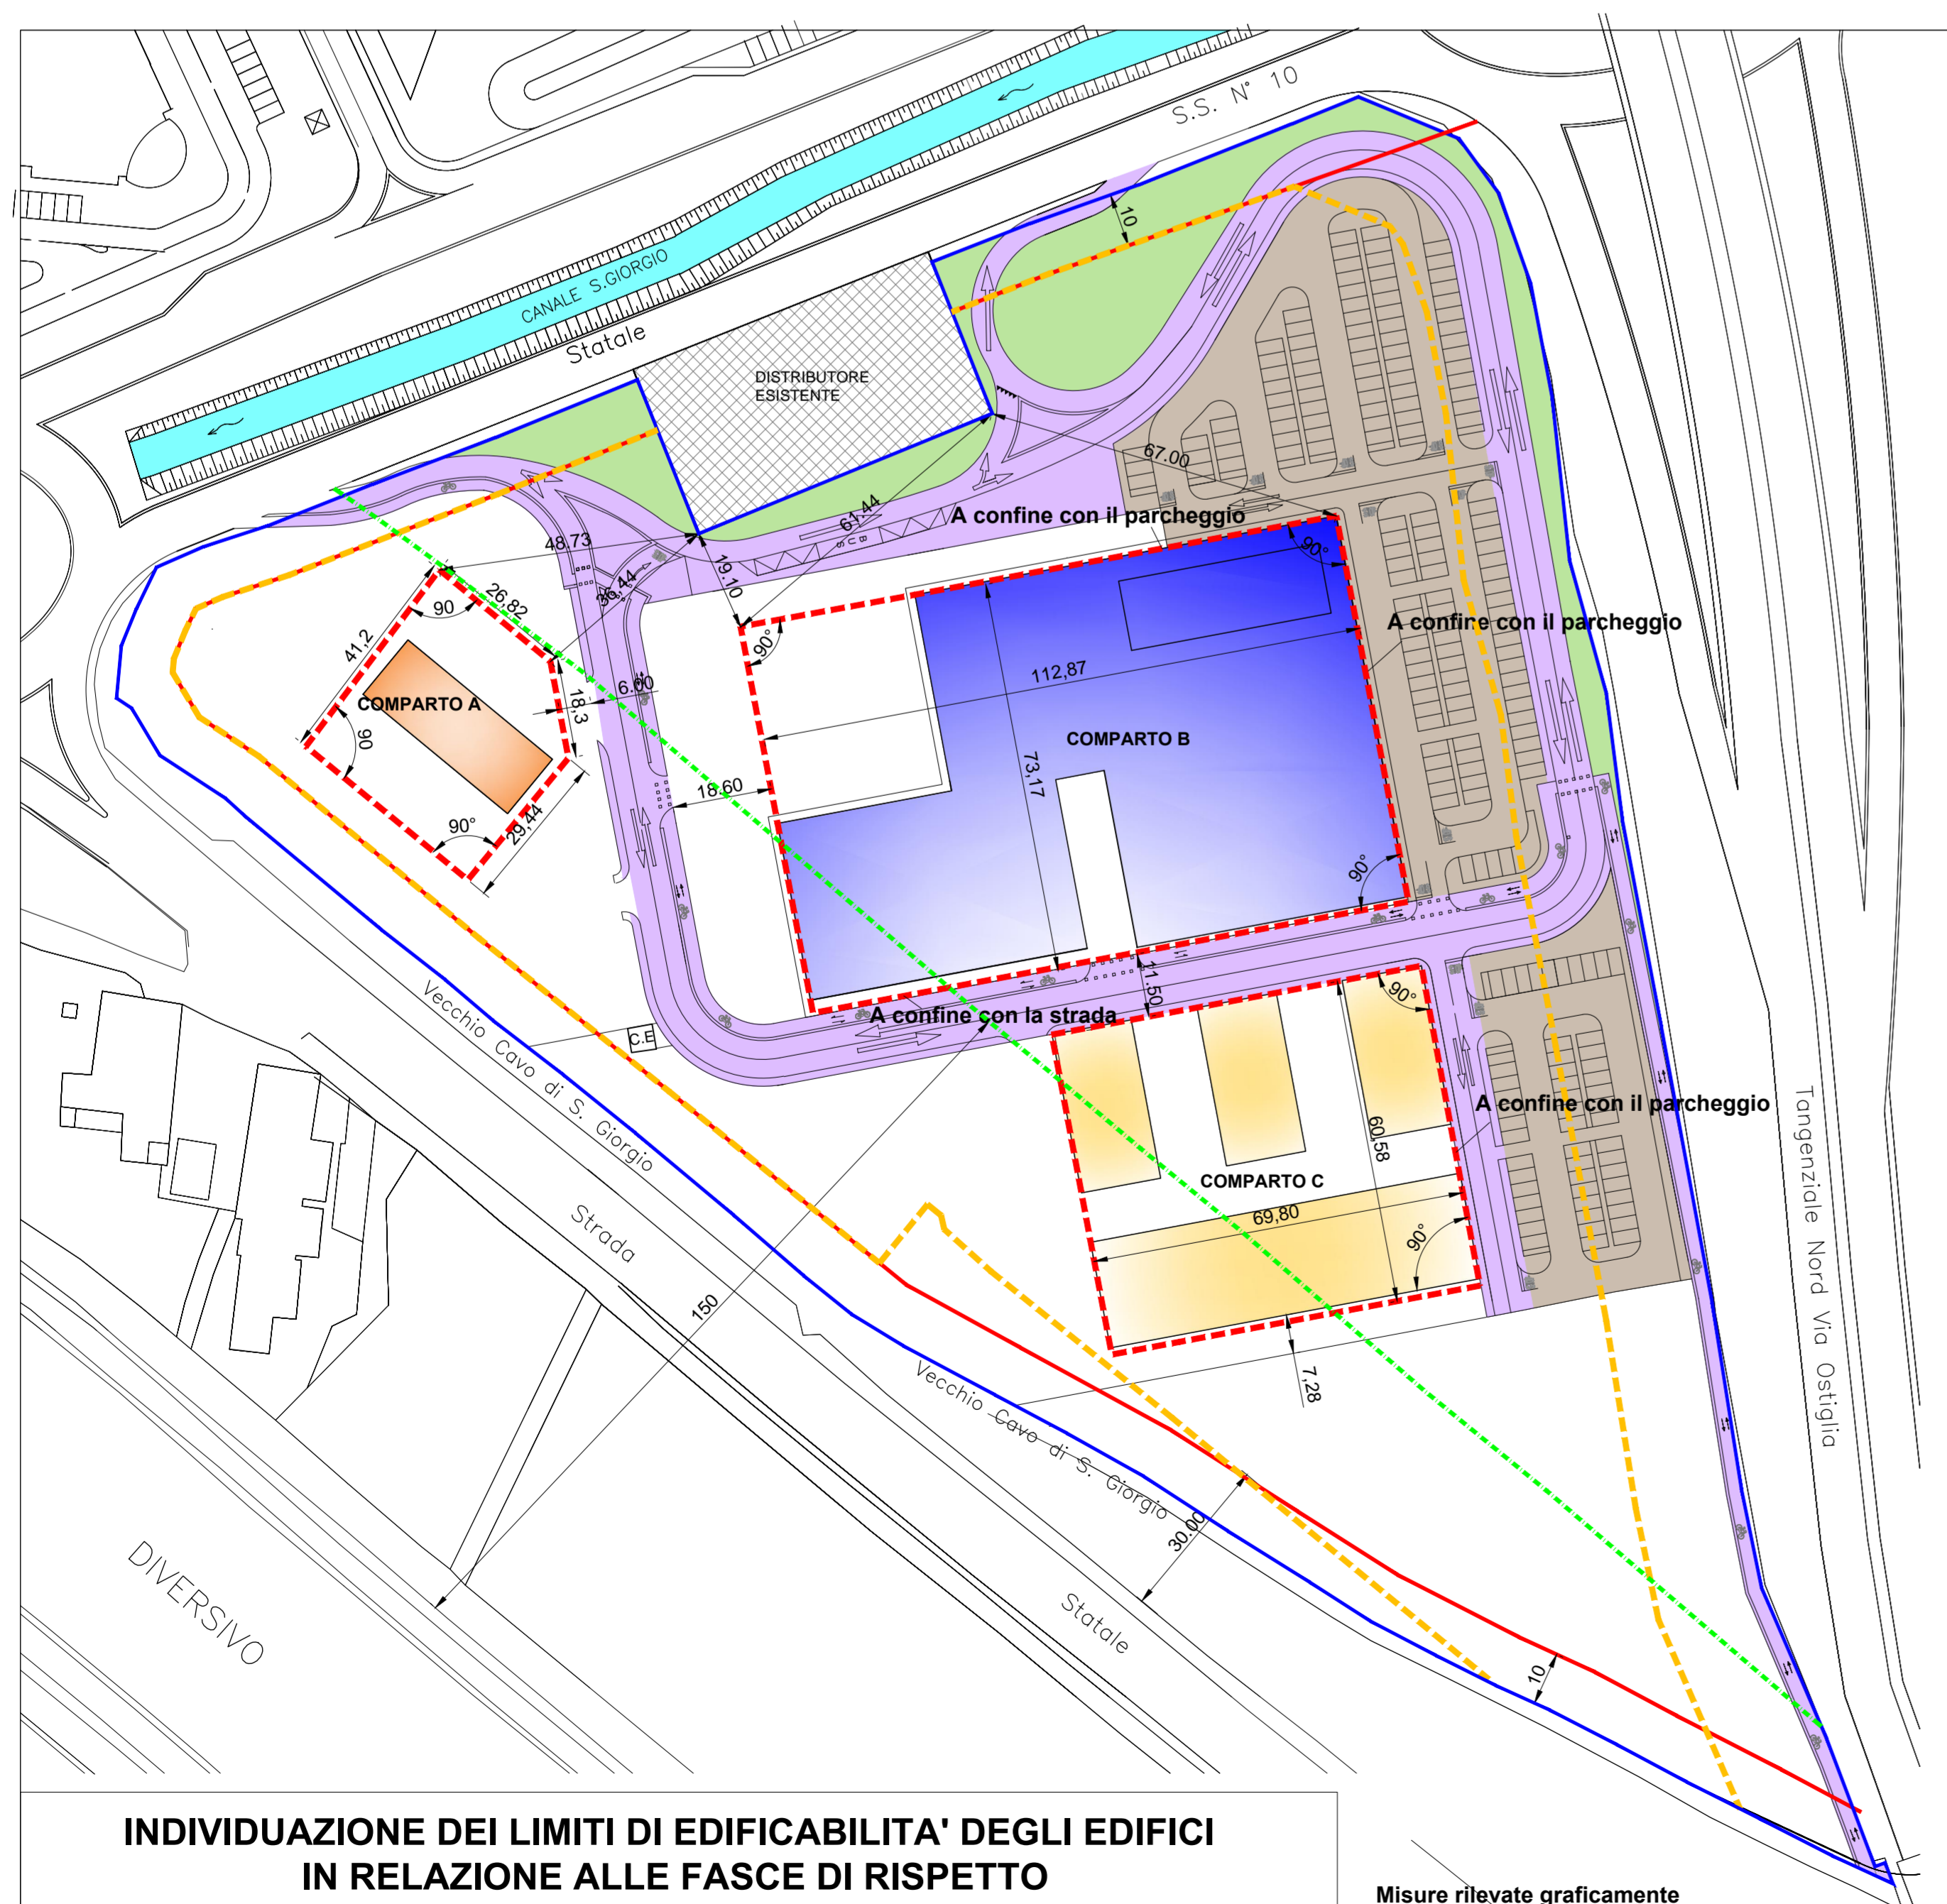 S.S. N° 10
CANALE S.GIORGIO
Statale
10
DISTRIBUTORE
ESISTENTE
67.00
61.44
BUS
A confine con il parcheggio
48.73
19.10
36.44
26,82
90
41,2
90°
90°
A confine con il parcheggio
112,87
18,3
6.00
COMPARTO A
90
COMPARTO B
73,17
18.60
90°
29,44
90°
11.50
90°
A confine con la strada
C.E
Vecchio Cavo di S. Giorgio
A confine con il parcheggio
60,58
COMPARTO C
69,80
90°
Tangenziale Nord Via Ostiglia
Strada
150
7,28
Vecchio Cavo di S. Giorgio
30.00
DIVERSIVO
Statale
10
INDIVIDUAZIONE DEI LIMITI DI EDIFICABILITA' DEGLI EDIFICI
IN RELAZIONE ALLE FASCE DI RISPETTO
Misure rilevate graficamente